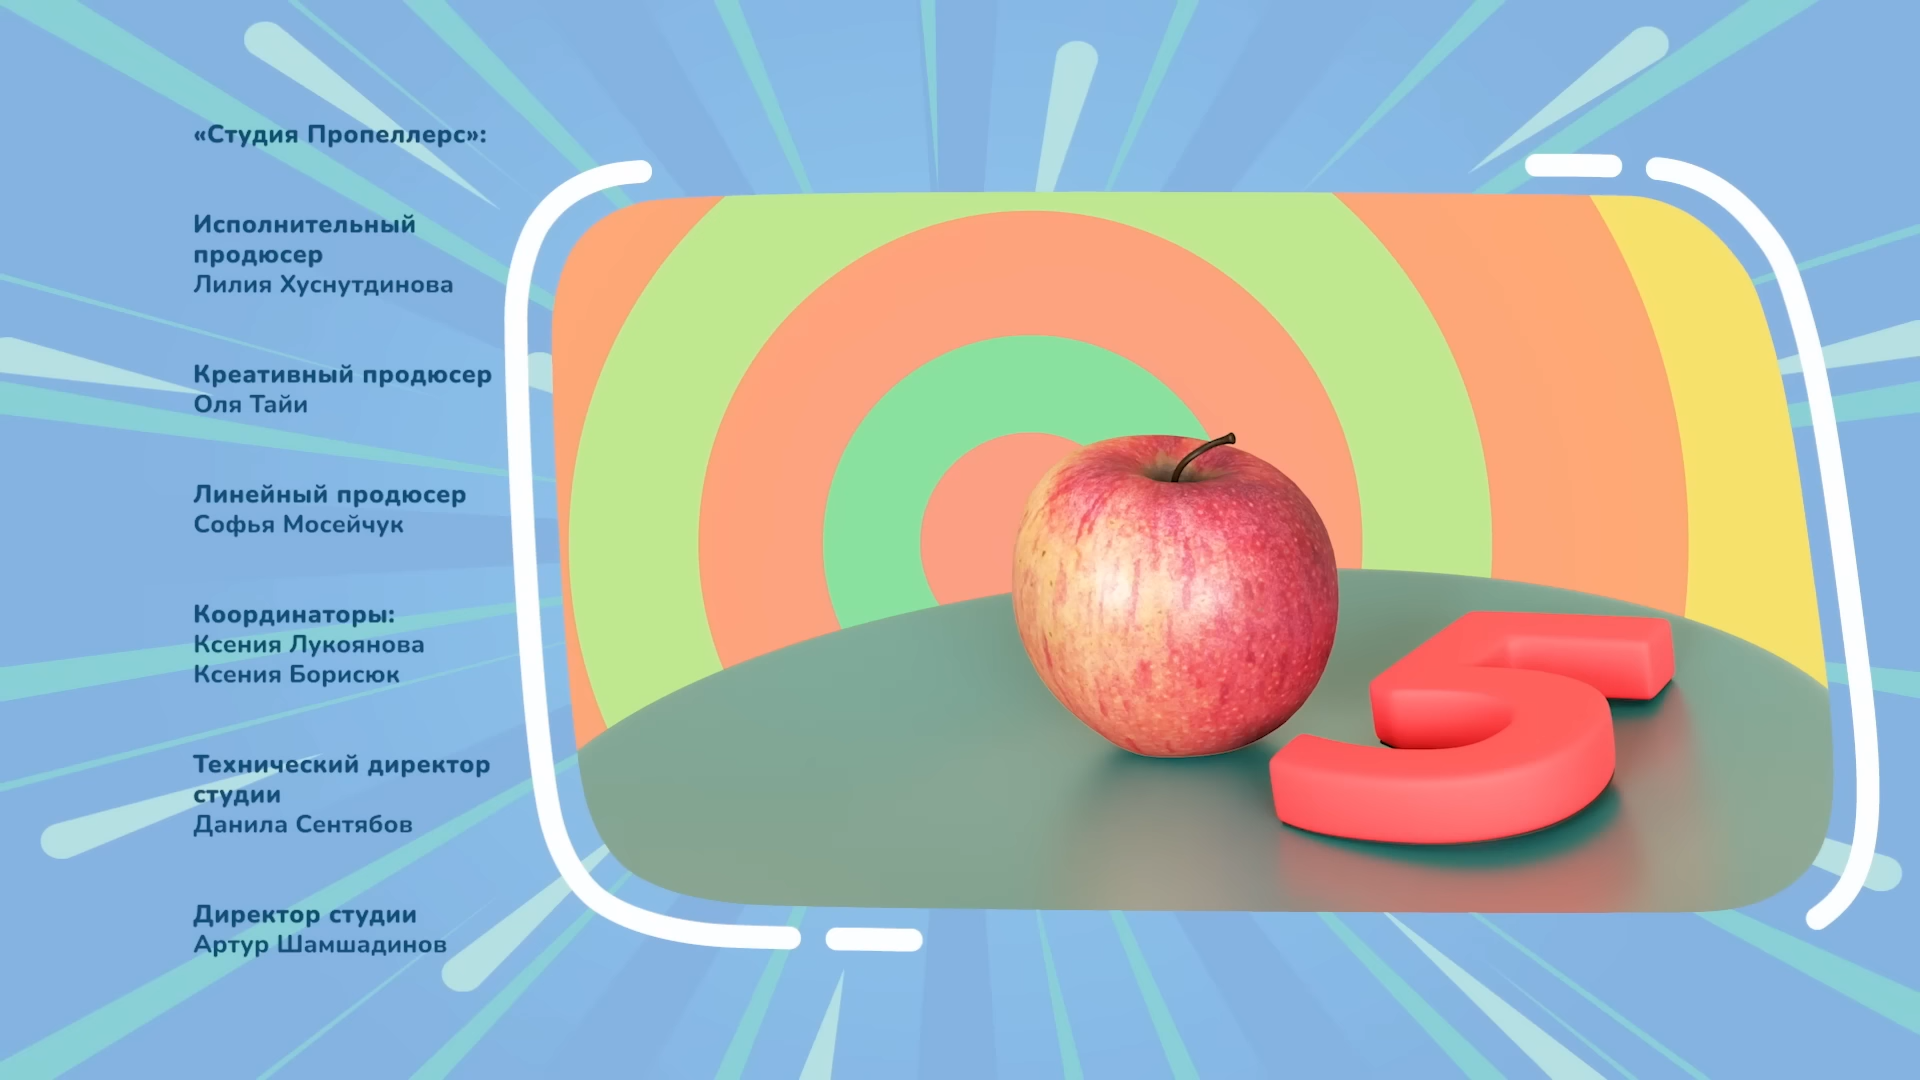 «Студия Пропеллерс»:
Исполнительный
продюсер
Лилия Хуснутдинова
Креативный продюсер
Оля Тайи
Линейный продюсер
Софья Мосейчук
Координаторы:
Ксения Лукоянова
Ксения Борисюк
Технический директор
студии
Данила Сентябов
Директор студии
Артур Шамшадинов
5